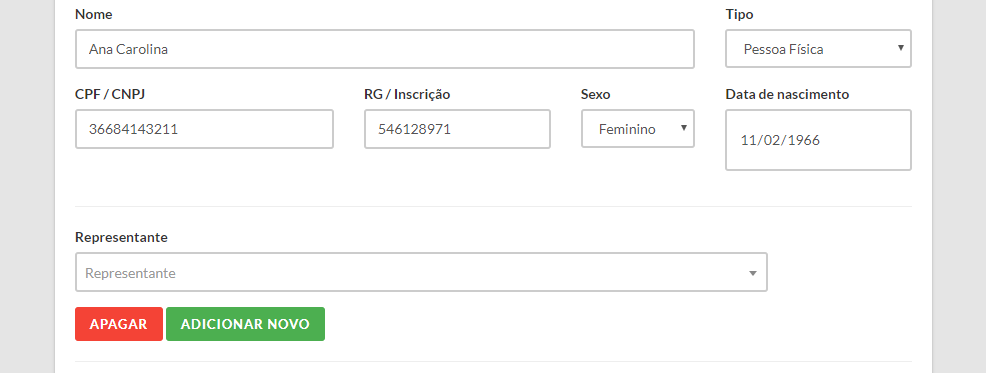 Nome
Tipo
Ana Carolina
Pessoa Física
CPF / CNPJ
RG / Inscrição
Sexo
Data de nascimento
36684143211
546128971
Feminino
11/02/1966
Representante
Representante
APAGAR
ADICIONAR NOVO